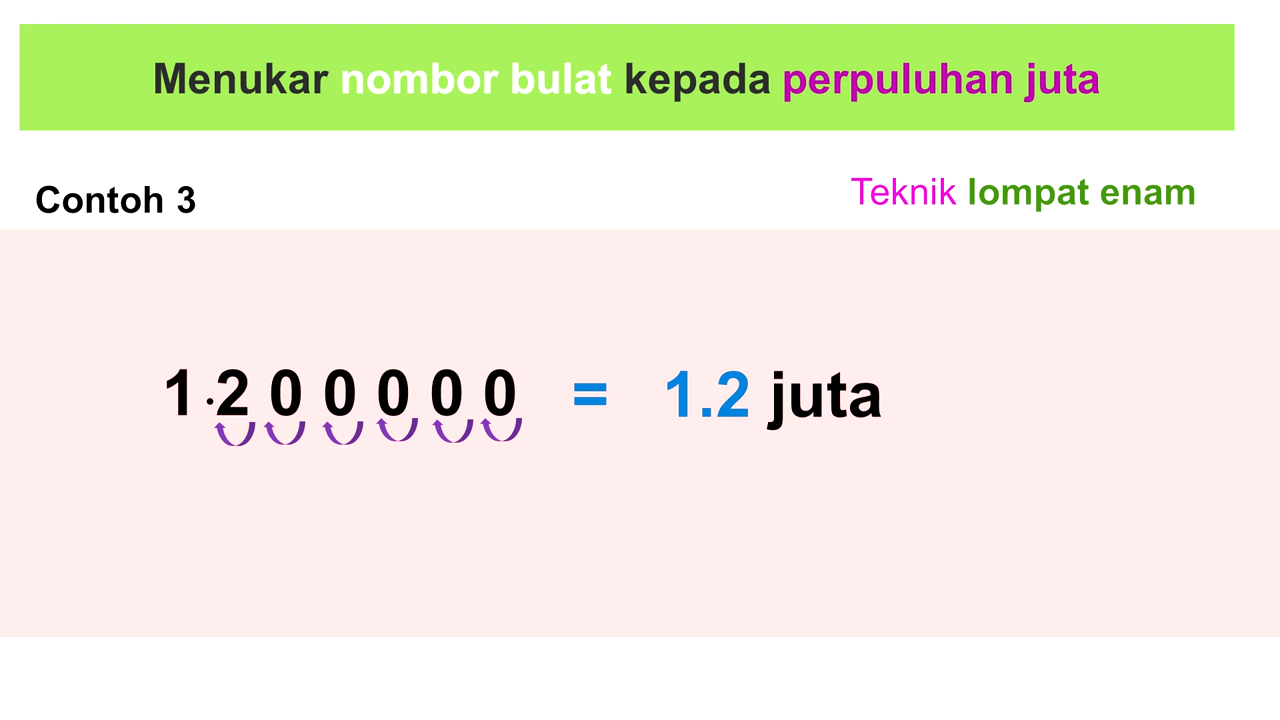 Menukar nombor bulat kepada perpuluhan juta
Contoh 3
Teknik lompat enam
1.2 0 0 0 0 0 = 1.2 juta